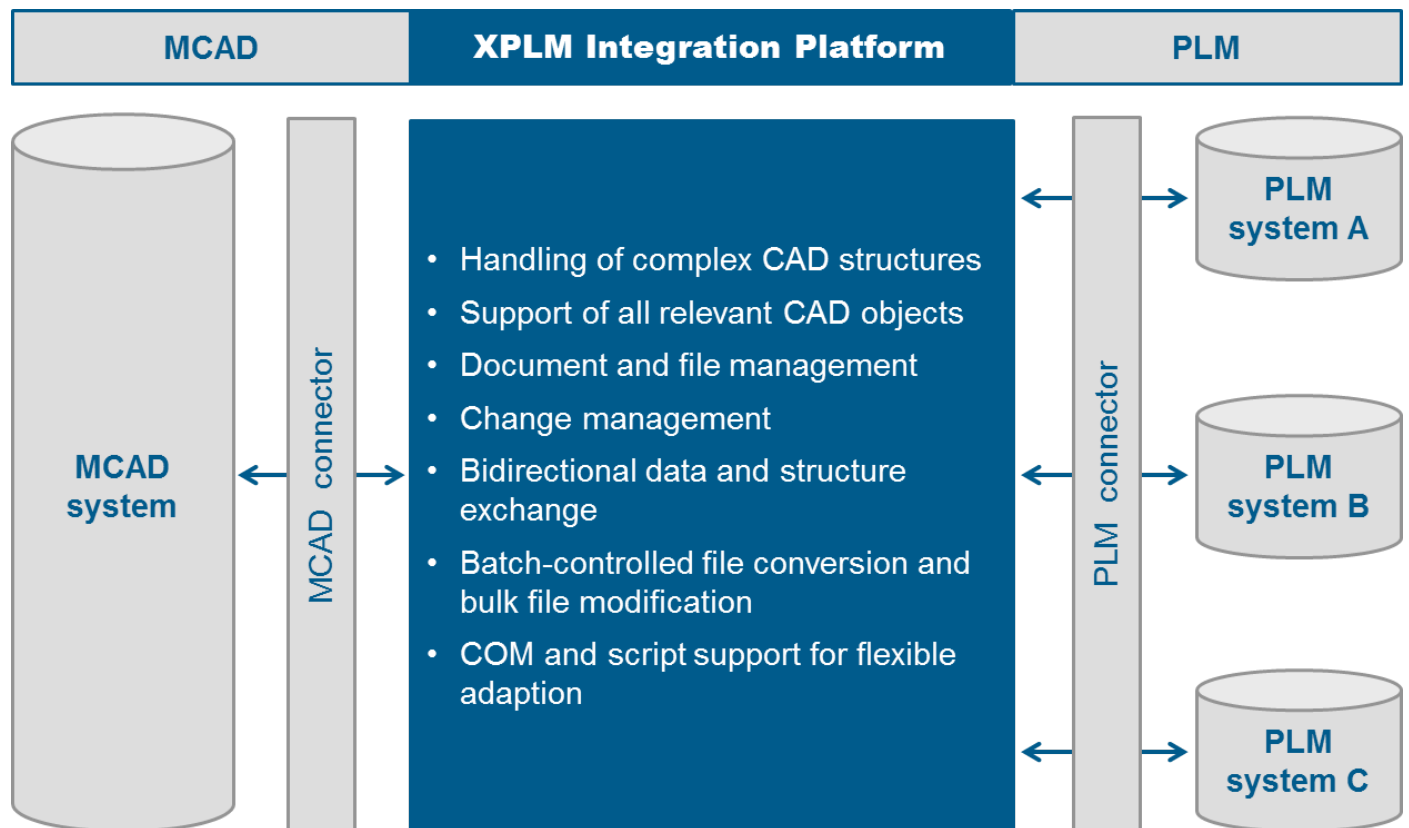 MCAD
XPLM Integration Platform
PLM
MCAD
system
MCAD connector
• Handling of complex CAD structures
• Support of all relevant CAD objects
• Document and file management
• Change management
• Bidirectional data and structure
exchange
• Batch-controlled file conversion and
bulk file modification
• COM and script support for flexible
adaption
PLM connector
PLM
system A
PLM
system B
PLM
system C